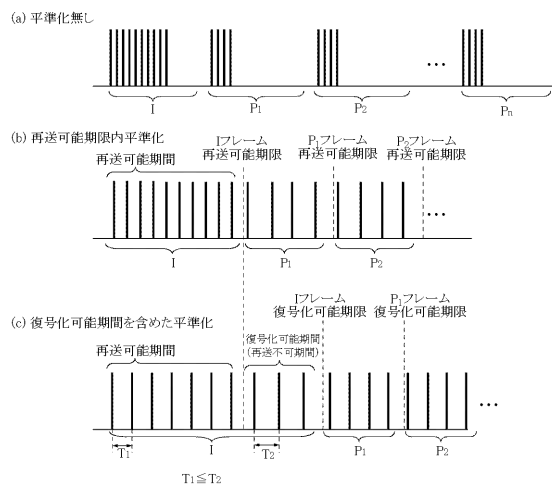 (a) 平準化無し
…
I
P1
P2
Pn
(b) 再送可能期限内平準化
再送可能期間
Iフレーム
再送可能期限
P1フレーム
再送可能期限
P2フレーム
再送可能期限
…
I
P1
P2
(c) 復号化可能期間を含めた平準化
再送可能期間
復号化可能期間
(再送不可期間)
Iフレーム
復号化可能期限
P1フレーム
復号化可能期限
…
T1
I
T2
P1
P2
T1≦T2